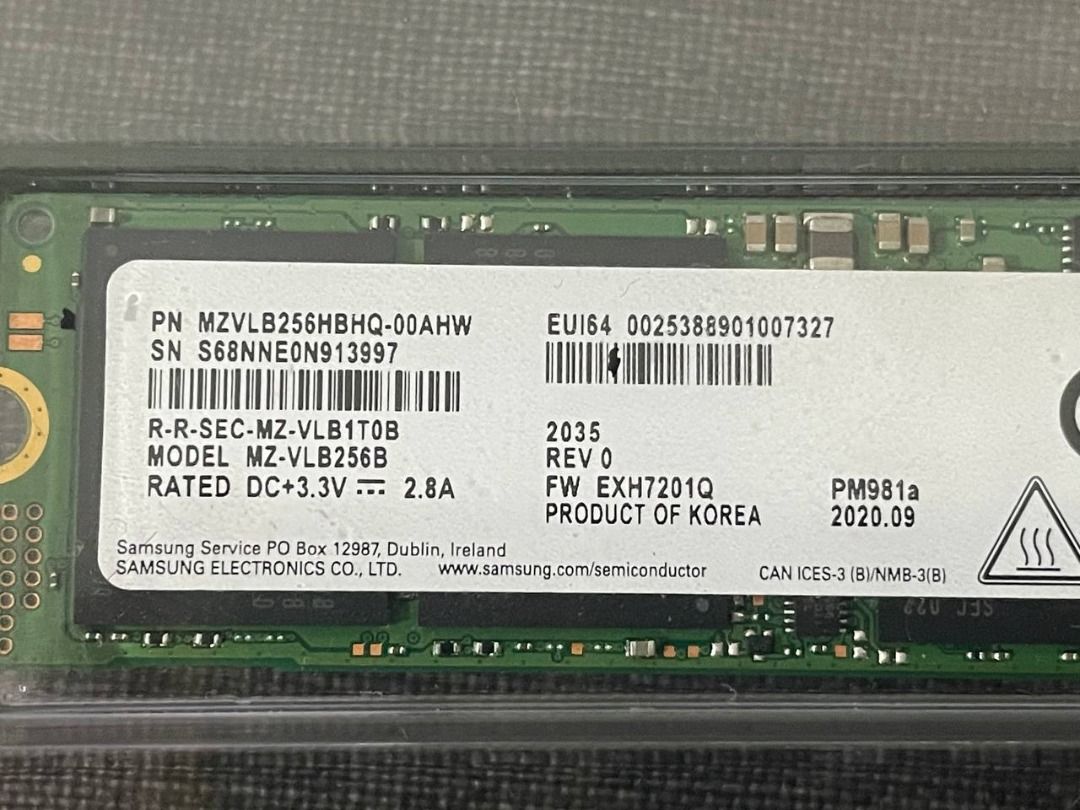 PN MZVLB256HBHQ-00AHW
SN S68NNE0N913997
R-R-SEC-MZ-VLB1T0B
MODEL MZ-VLB256B
RATED DC+3.3V ⎓ 2.8A
EUI64 0025388901007327
2035
REV 0
FW EXH7201Q
PRODUCT OF KOREA
PM981a
2020.09
Samsung Service PO Box 12987, Dublin, Ireland
SAMSUNG ELECTRONICS CO., LTD. www.samsung.com/semiconductor CAN ICES-3 (B)/NMB-3(B)